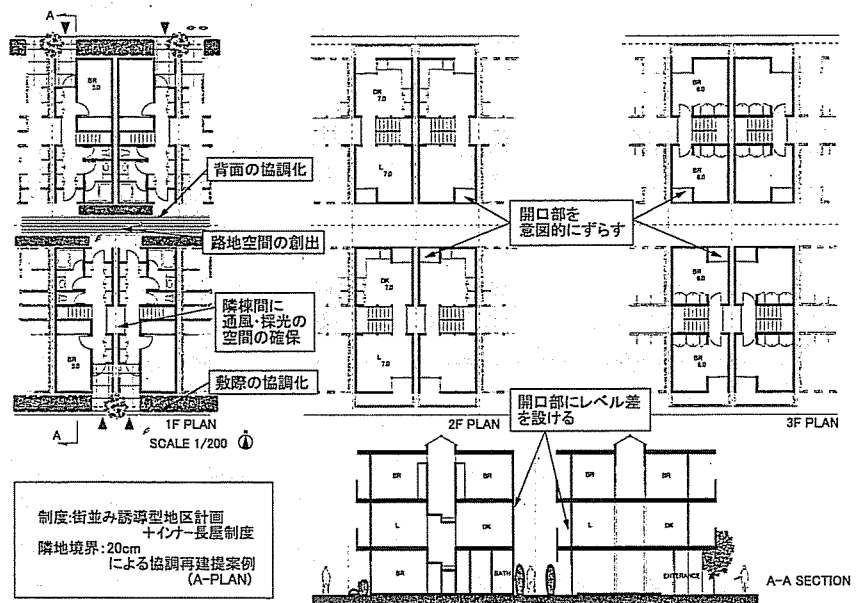 A
A
BR
5.0
DK
7.0
L
7.0
BR
6.0
BR
6.0
背面の協調化
路地空間の創出
開口部を
意図的にずらす
隣棟間に
通風・採光の
空間の確保
敷際の協調化
BR
5.0
DK
7.0
L
7.0
BR
6.0
BR
6.0
開口部にレベル差
を設ける
1F PLAN
SCALE 1/200
2F PLAN
3F PLAN
制度:街並み誘導型地区計画
+インナー長屋制度
隣地境界:20cm
による協調再建提案例
(A-PLAN)
BR
BR
BR
BR
L
DK
L
DK
BR
BATH
ENTERANCE
A-A SECTION